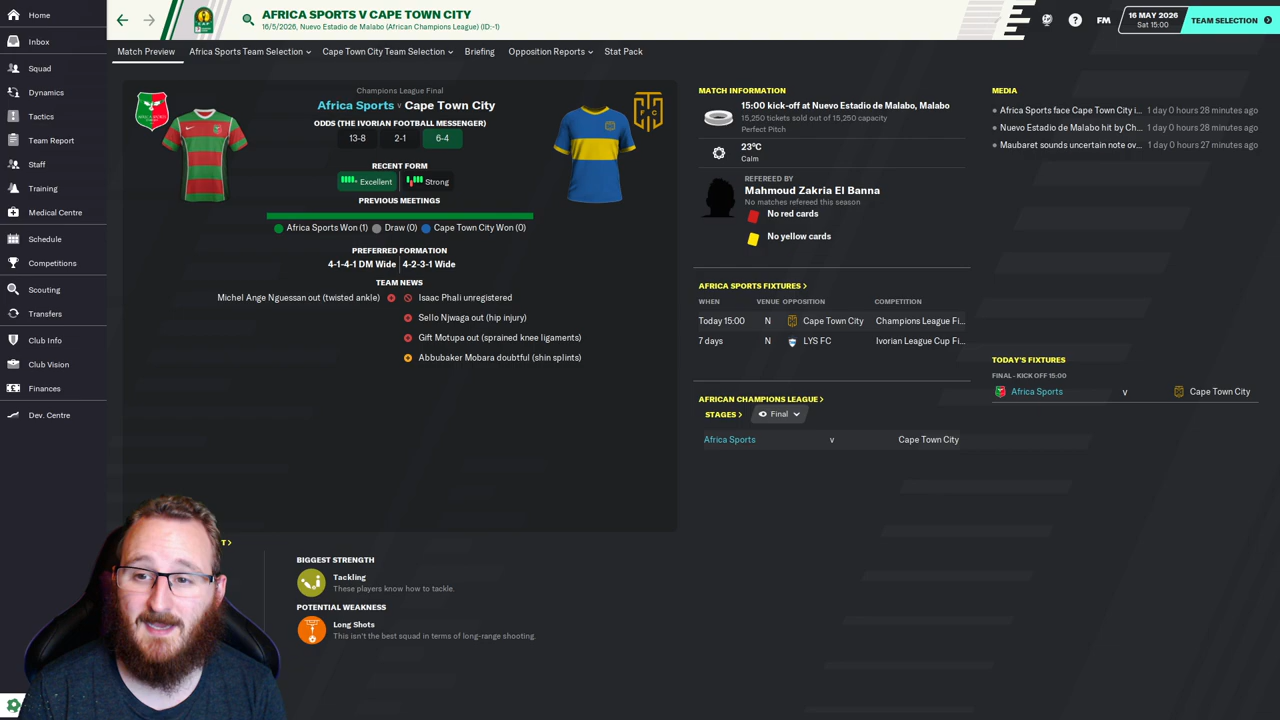 Home
Inbox
Squad
Dynamics
Tactics
Team Report
Staff
Training
Medical Centre
Schedule
Competitions
Scouting
Transfers
Club Info
Club Vision
Finances
Dev. Centre
AFRICA SPORTS V CAPE TOWN CITY
16/5/2026, Nuevo Estadio de Malabo (African Champions League) (ID:-1)
FM
16 MAY 2026
Sat 15:00
TEAM SELECTION
Match Preview
Africa Sports Team Selection
Cape Town City Team Selection
Briefing
Opposition Reports
Stat Pack
Champions League Final
Africa Sports v Cape Town City
ODDS (THE IVORIAN FOOTBALL MESSENGER)
13-8 2-1 6-4
RECENT FORM
Excellent Strong
PREVIOUS MEETINGS
Africa Sports Won (1) Draw (0) Cape Town City Won (0)
PREFERRED FORMATION
4-1-4-1 DM Wide 4-2-3-1 Wide
TEAM NEWS
Michel Ange Nguessan out (twisted ankle) Isaac Phali unregistered
Sello Njwaga out (hip injury)
Gift Motupa out (sprained knee ligaments)
Abbubaker Mobara doubtful (shin splints)
T
BIGGEST STRENGTH
Tackling
These players know how to tackle.
POTENTIAL WEAKNESS
Long Shots
This isn't the best squad in terms of long-range shooting.
MATCH INFORMATION
15:00 kick-off at Nuevo Estadio de Malabo, Malabo
15,250 tickets sold out of 15,250 capacity
Perfect Pitch
23°C
Calm
REFEREED BY
Mahmoud Zakria El Banna
No matches refereed this season
No red cards
No yellow cards
AFRICA SPORTS FIXTURES
WHEN VENUE OPPOSITION COMPETITION
Today 15:00 N Cape Town City Champions League Fi...
7 days N LYS FC Ivorian League Cup Fi...
AFRICAN CHAMPIONS LEAGUE
STAGES Final
Africa Sports v Cape Town City
MEDIA
Africa Sports face Cape Town City i... 1 day 0 hours 28 minutes ago
Nuevo Estadio de Malabo hit by Ch... 1 day 0 hours 28 minutes ago
Maubaret sounds uncertain note ov... 1 day 0 hours 27 minutes ago
TODAY'S FIXTURES
FINAL - KICK OFF 15:00
Africa Sports v Cape Town City